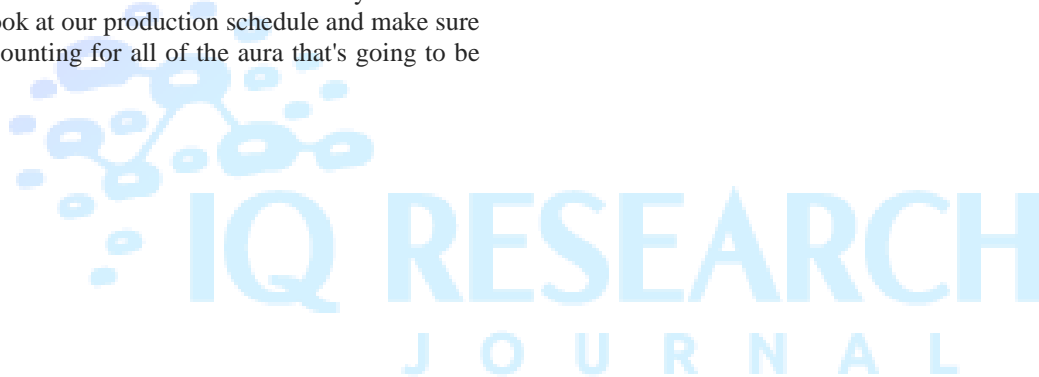 ook at our production schedule and make sure
ounting for all of the aura that's going to be
IQ RESEARCH
JOURNAL